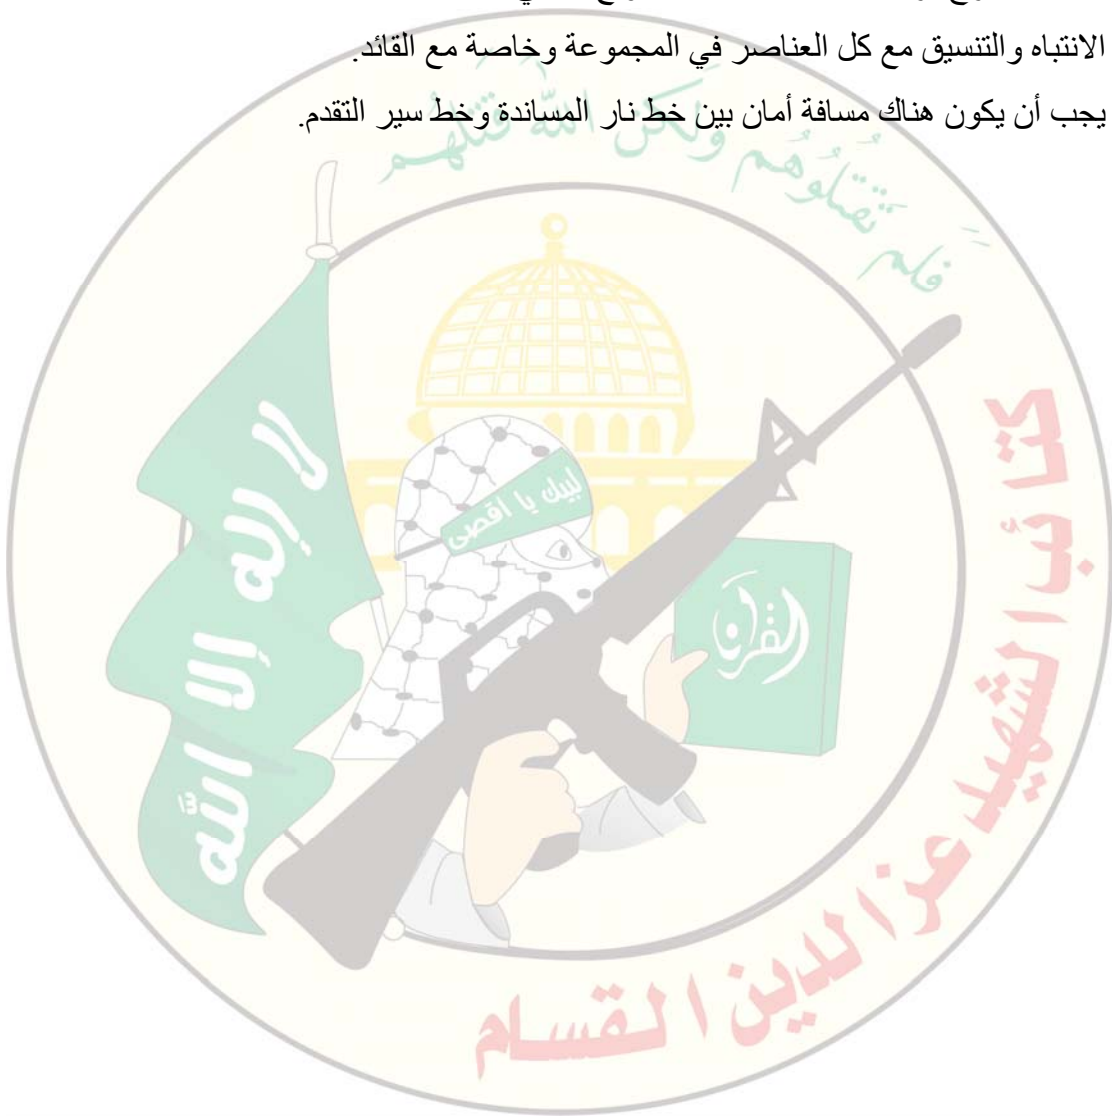 الانتباه والتنسيق مع كل العناصر في المجموعة وخاصة مع القائد.
يجب أن يكون هناك مسافة أمان بين خط نار المساندة وخط سير التقدم.
فلم تقتلوهم ولكن الله قتلهم
لا إله إلا الله
لبيك يا أقصى
القرآن
كتائب الشهيد عز الدين القسام